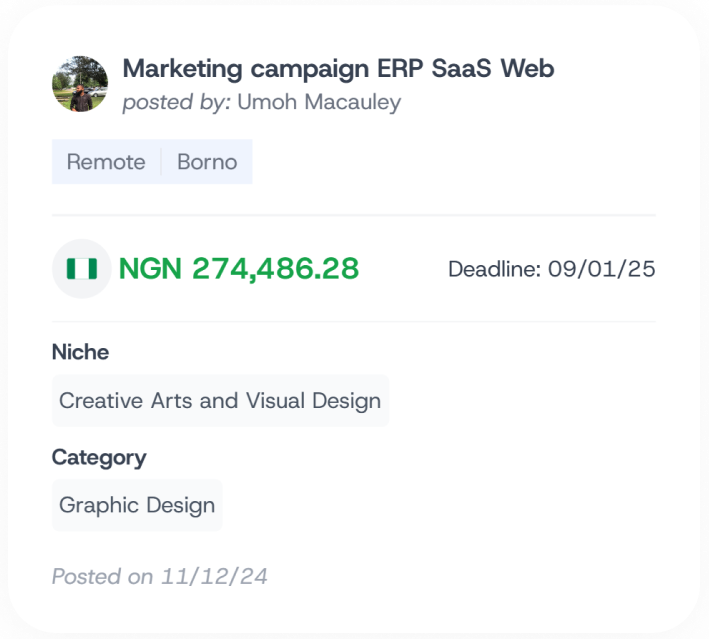 Marketing campaign ERP SaaS Web
posted by: Umoh Macauley
Remote Borno
NGN 274,486.28 Deadline: 09/01/25
Niche
Creative Arts and Visual Design
Category
Graphic Design
Posted on 11/12/24